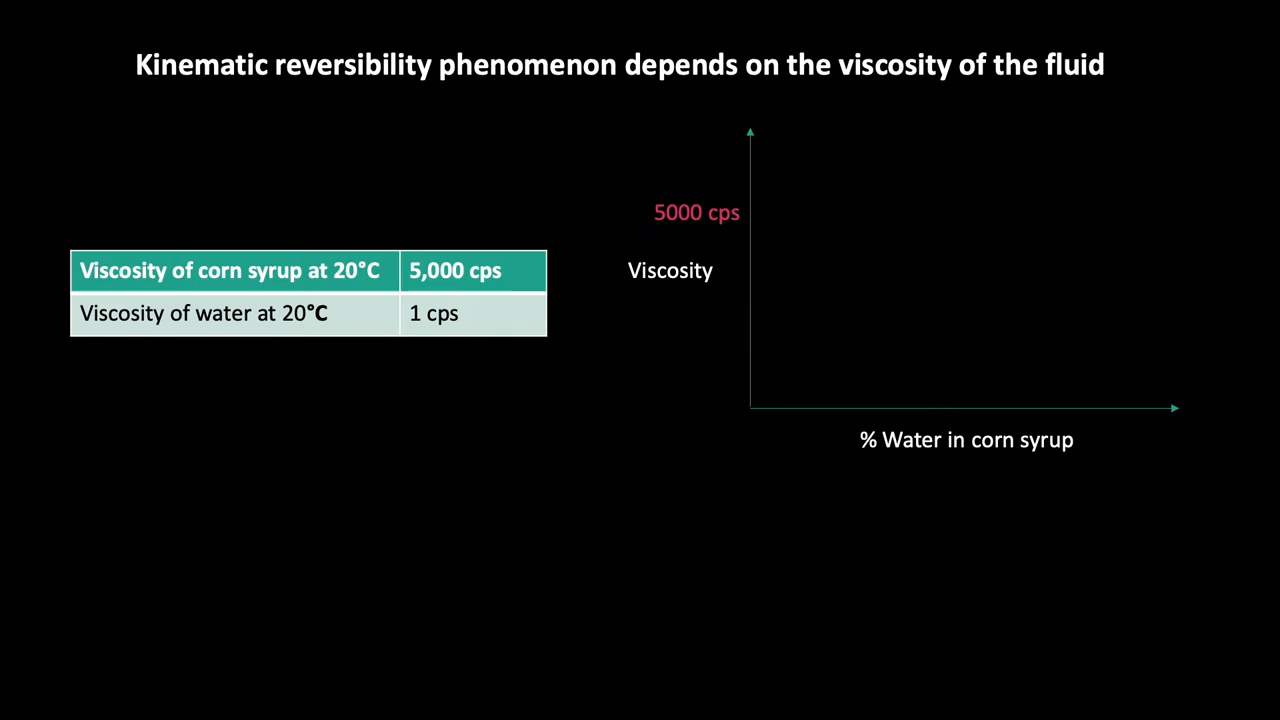 Kinematic reversibility phenomenon depends on the viscosity of the fluid
Viscosity of corn syrup at 20°C 5,000 cps
Viscosity of water at 20°C 1 cps
5000 cps
Viscosity
% Water in corn syrup